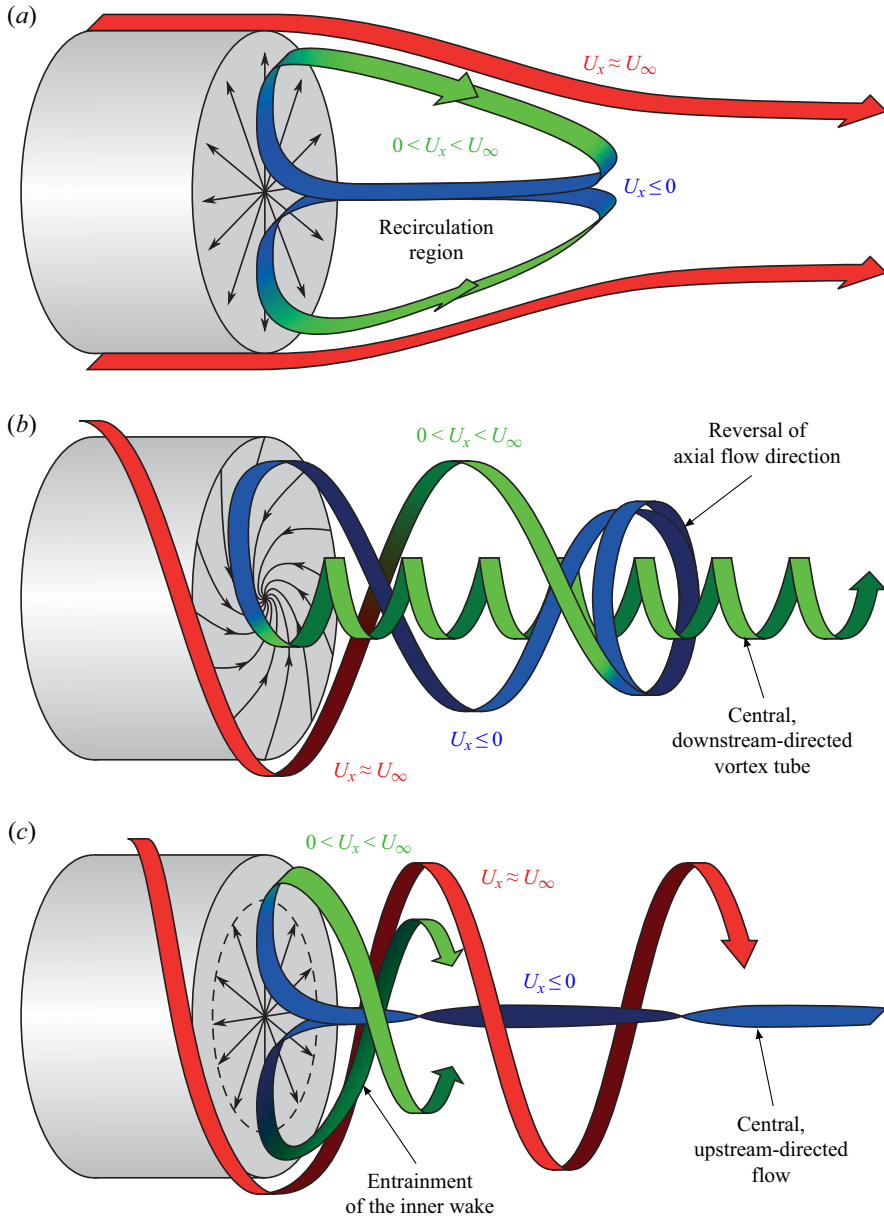 (a)
U_x ≈ U_∞
0 < U_x < U_∞
U_x ≤ 0
Recirculation
region
(b)
0 < U_x < U_∞
Reversal of
axial flow direction
U_x ≤ 0
Central,
downstream-directed
vortex tube
U_x ≈ U_∞
(c)
0 < U_x < U_∞
U_x ≈ U_∞
U_x ≤ 0
Central,
upstream-directed
flow
Entrainment
of the inner wake